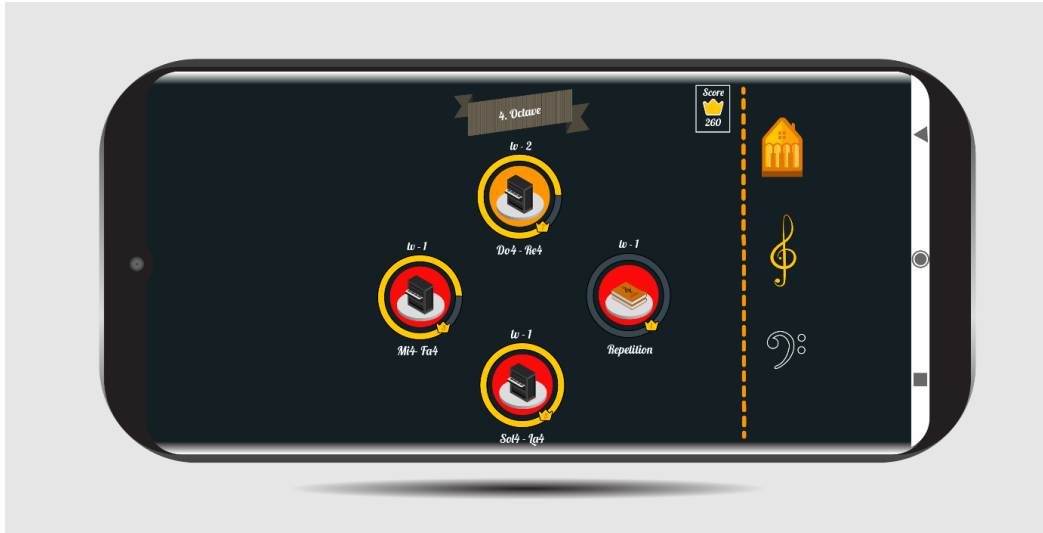 4. Octave
Score
260
lv - 2
Do4 - Re4
lv - 1
Mi4- Fa4
lv - 1
Repetition
lv - 1
Sol4 - La4